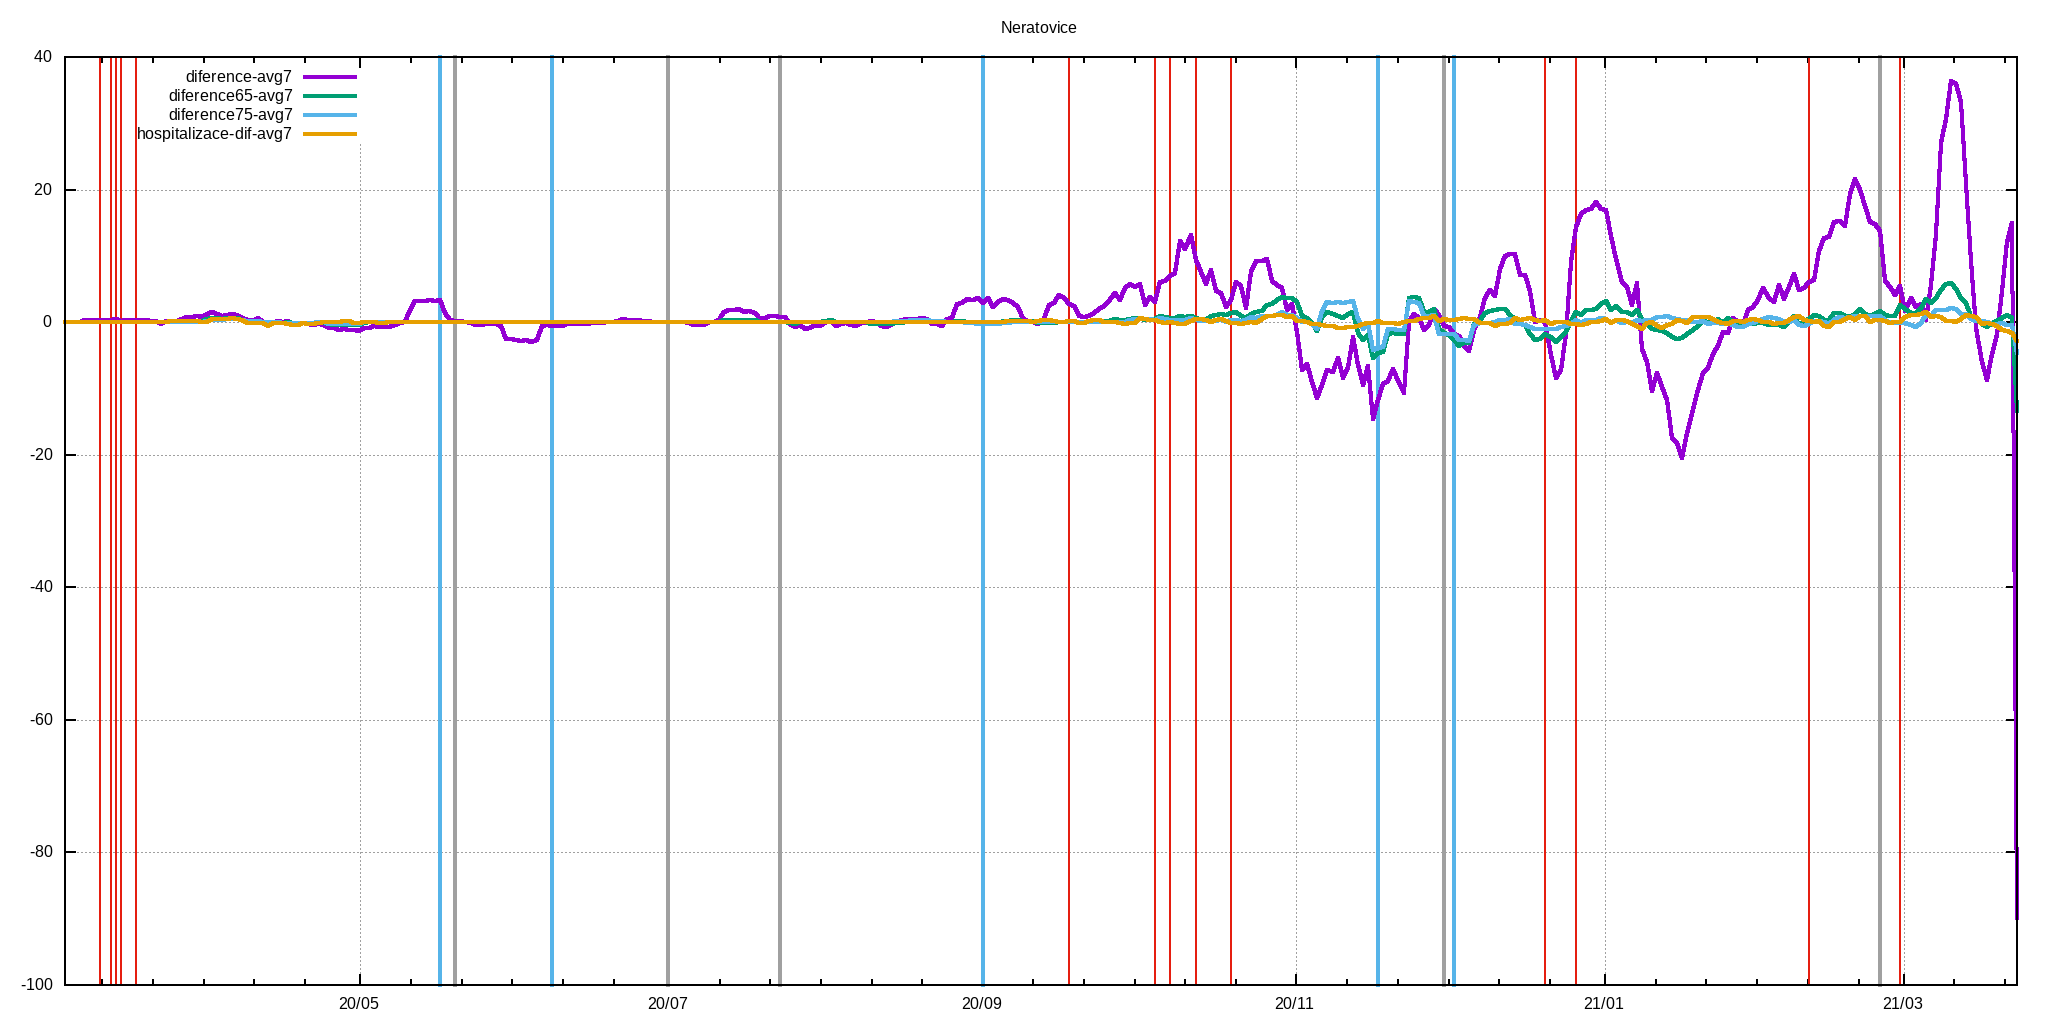 Neratovice
40
diference-avg7
diference65-avg7
diference75-avg7
hospitalizace-dif-avg7
20
0
-20
-40
-60
-80
-100
20/05 20/07 20/09 20/11 21/01 21/03